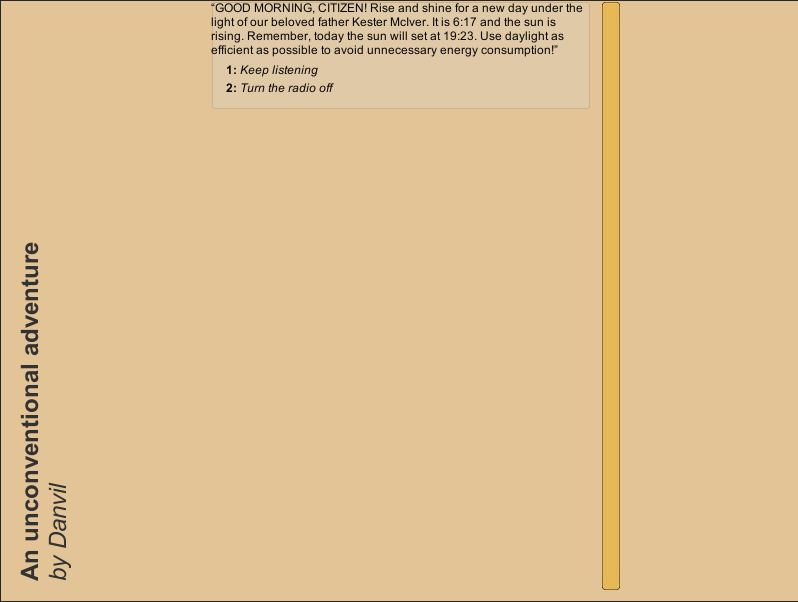 “GOOD MORNING, CITIZEN! Rise and shine for a new day under the
light of our beloved father Kester McIver. It is 6:17 and the sun is
rising. Remember, today the sun will set at 19:23. Use daylight as
efficient as possible to avoid unnecessary energy consumption!”
1: Keep listening
2: Turn the radio off
An unconventional adventure
by Danvil